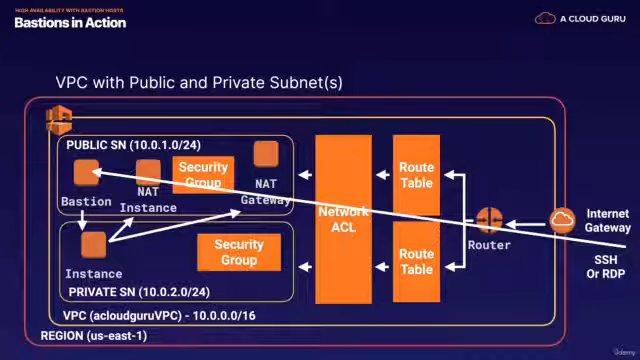 HIGH AVAILABILITY WITH BASTION HOSTS
Bastions in Action
A CLOUD GURU
VPC with Public and Private Subnet(s)
PUBLIC SN (10.0.1.0/24)
Bastion
NAT
Instance
Security
Group
NAT
Gateway
Network
ACL
Route
Table
Route
Table
Router
Internet
Gateway
SSH
Or RDP
Instance
Security
Group
PRIVATE SN (10.0.2.0/24)
VPC (acloudguruVPC) - 10.0.0.0/16
REGION (us-east-1)
Udemy